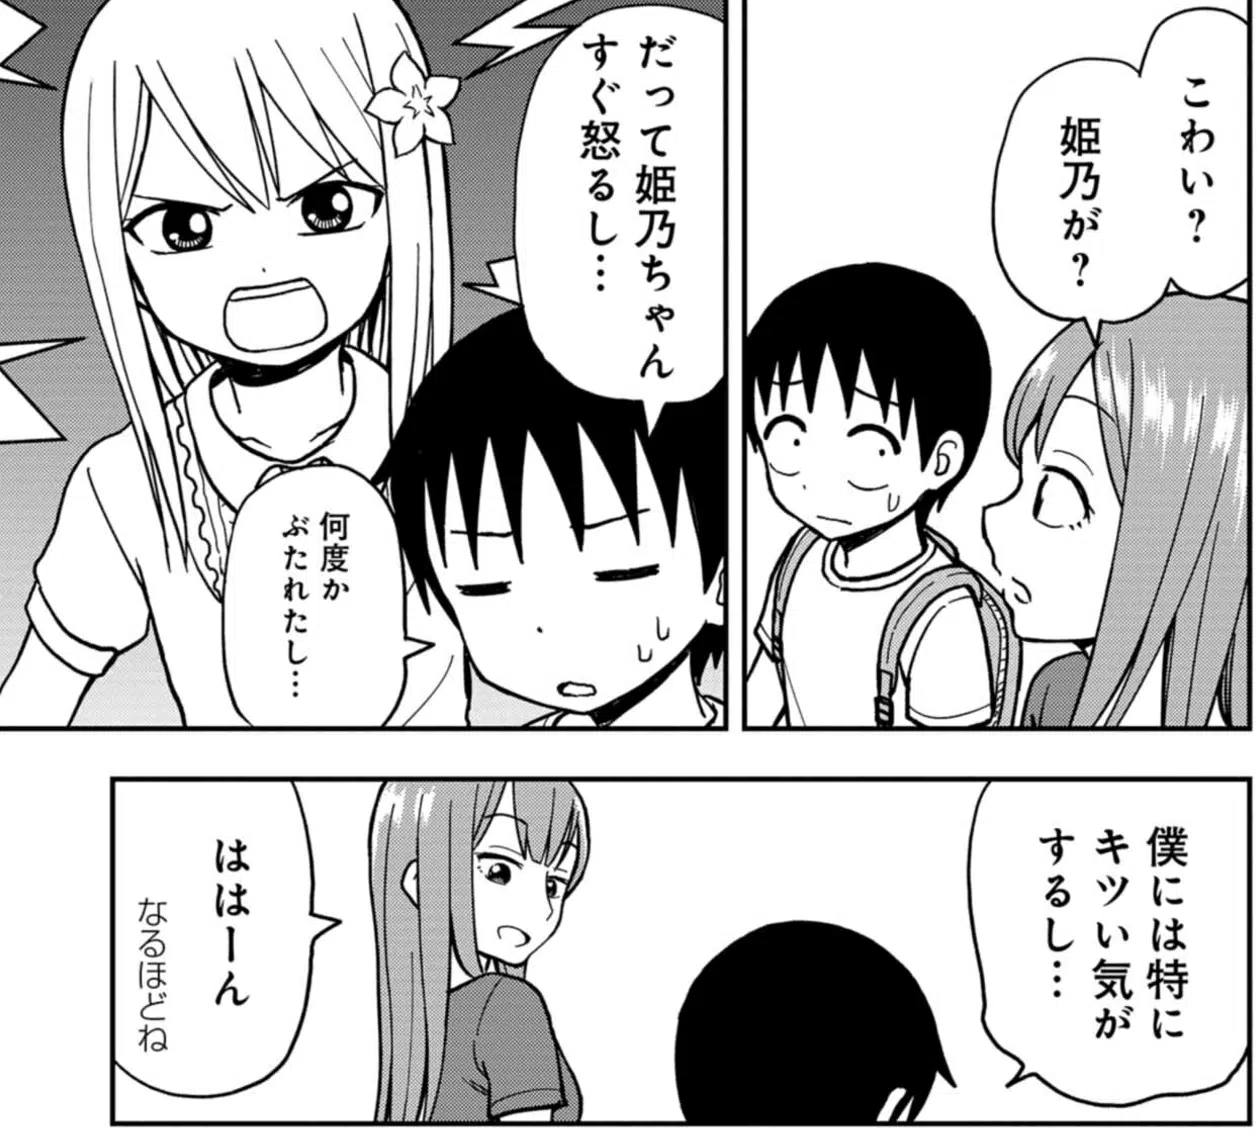 こわい?
姫乃が?
だって姫乃ちゃん
すぐ怒るし…
何度か
ぶたれたし…
僕には特に
キツい気が
するし…
ははーん
なるほどね